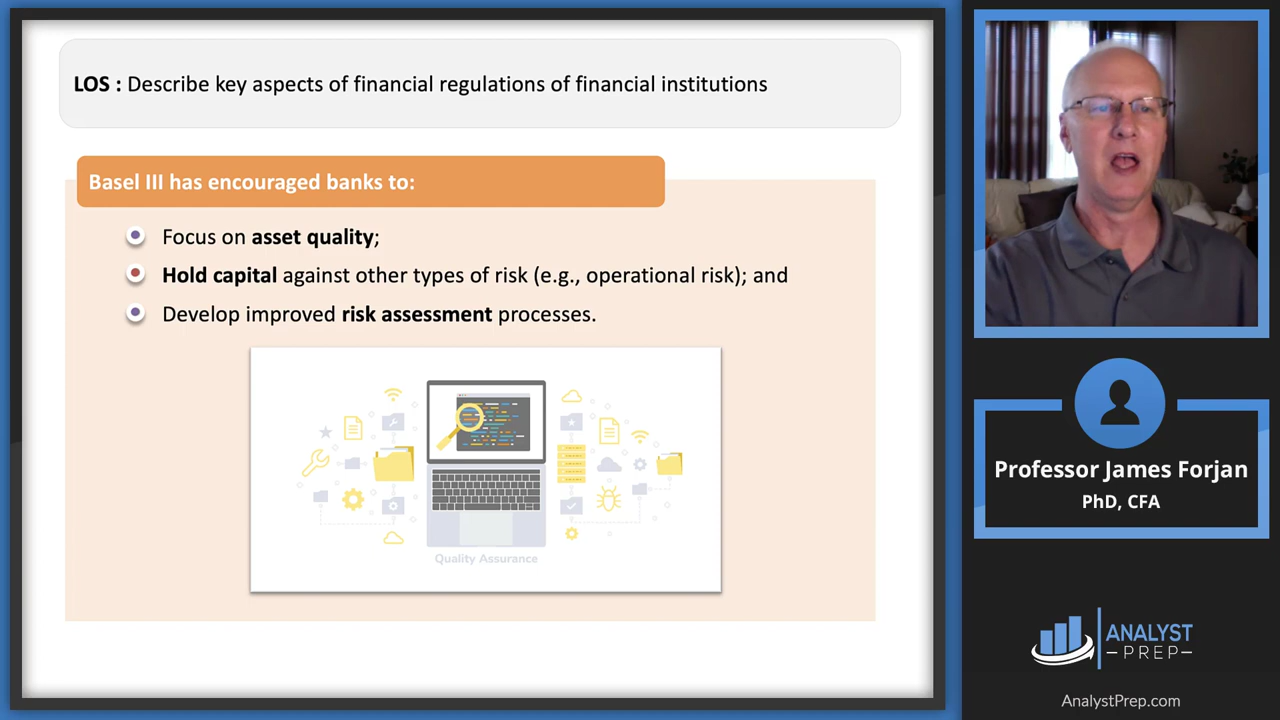 LOS : Describe key aspects of financial regulations of financial institutions
Basel III has encouraged banks to:
Focus on asset quality;
Hold capital against other types of risk (e.g., operational risk); and
Develop improved risk assessment processes.
Quality Assurance
Professor James Forjan
PhD, CFA
ANALYST
PREP
AnalystPrep.com